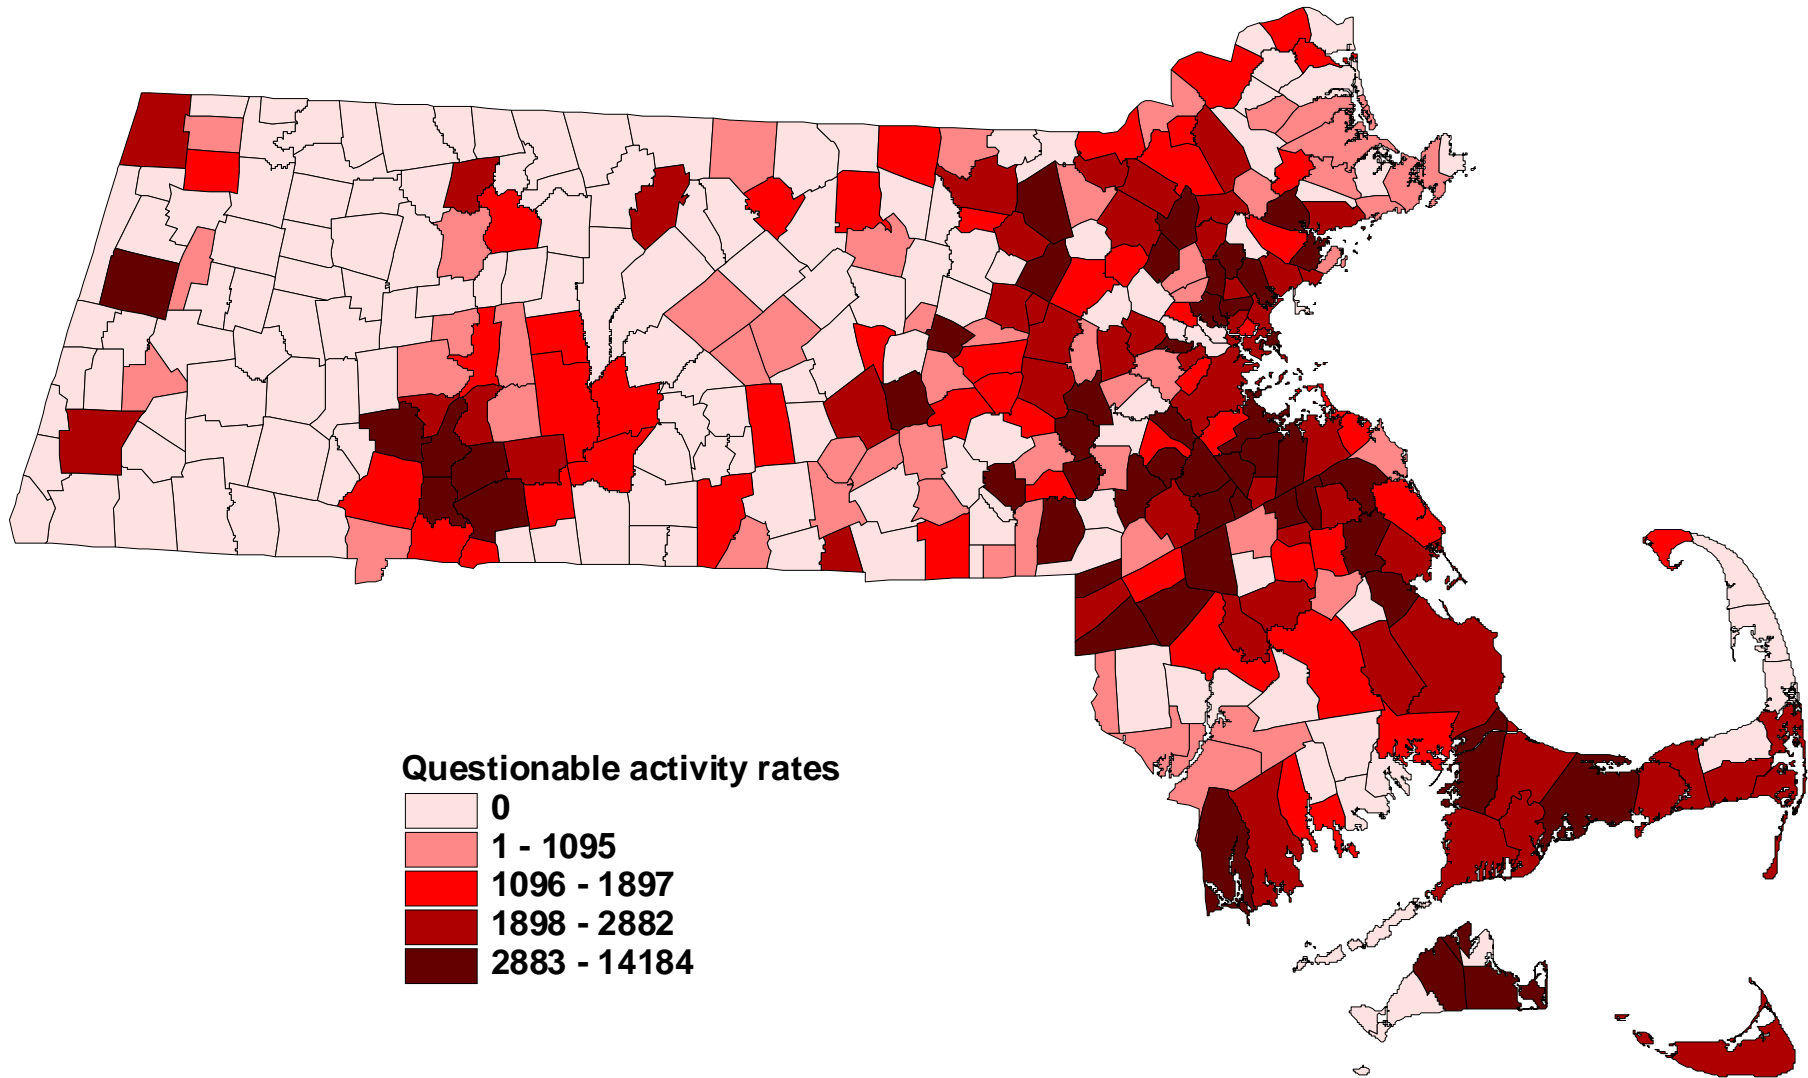 Questionable activity rates
0
1 - 1095
1096 - 1897
1898 - 2882
2883 - 14184